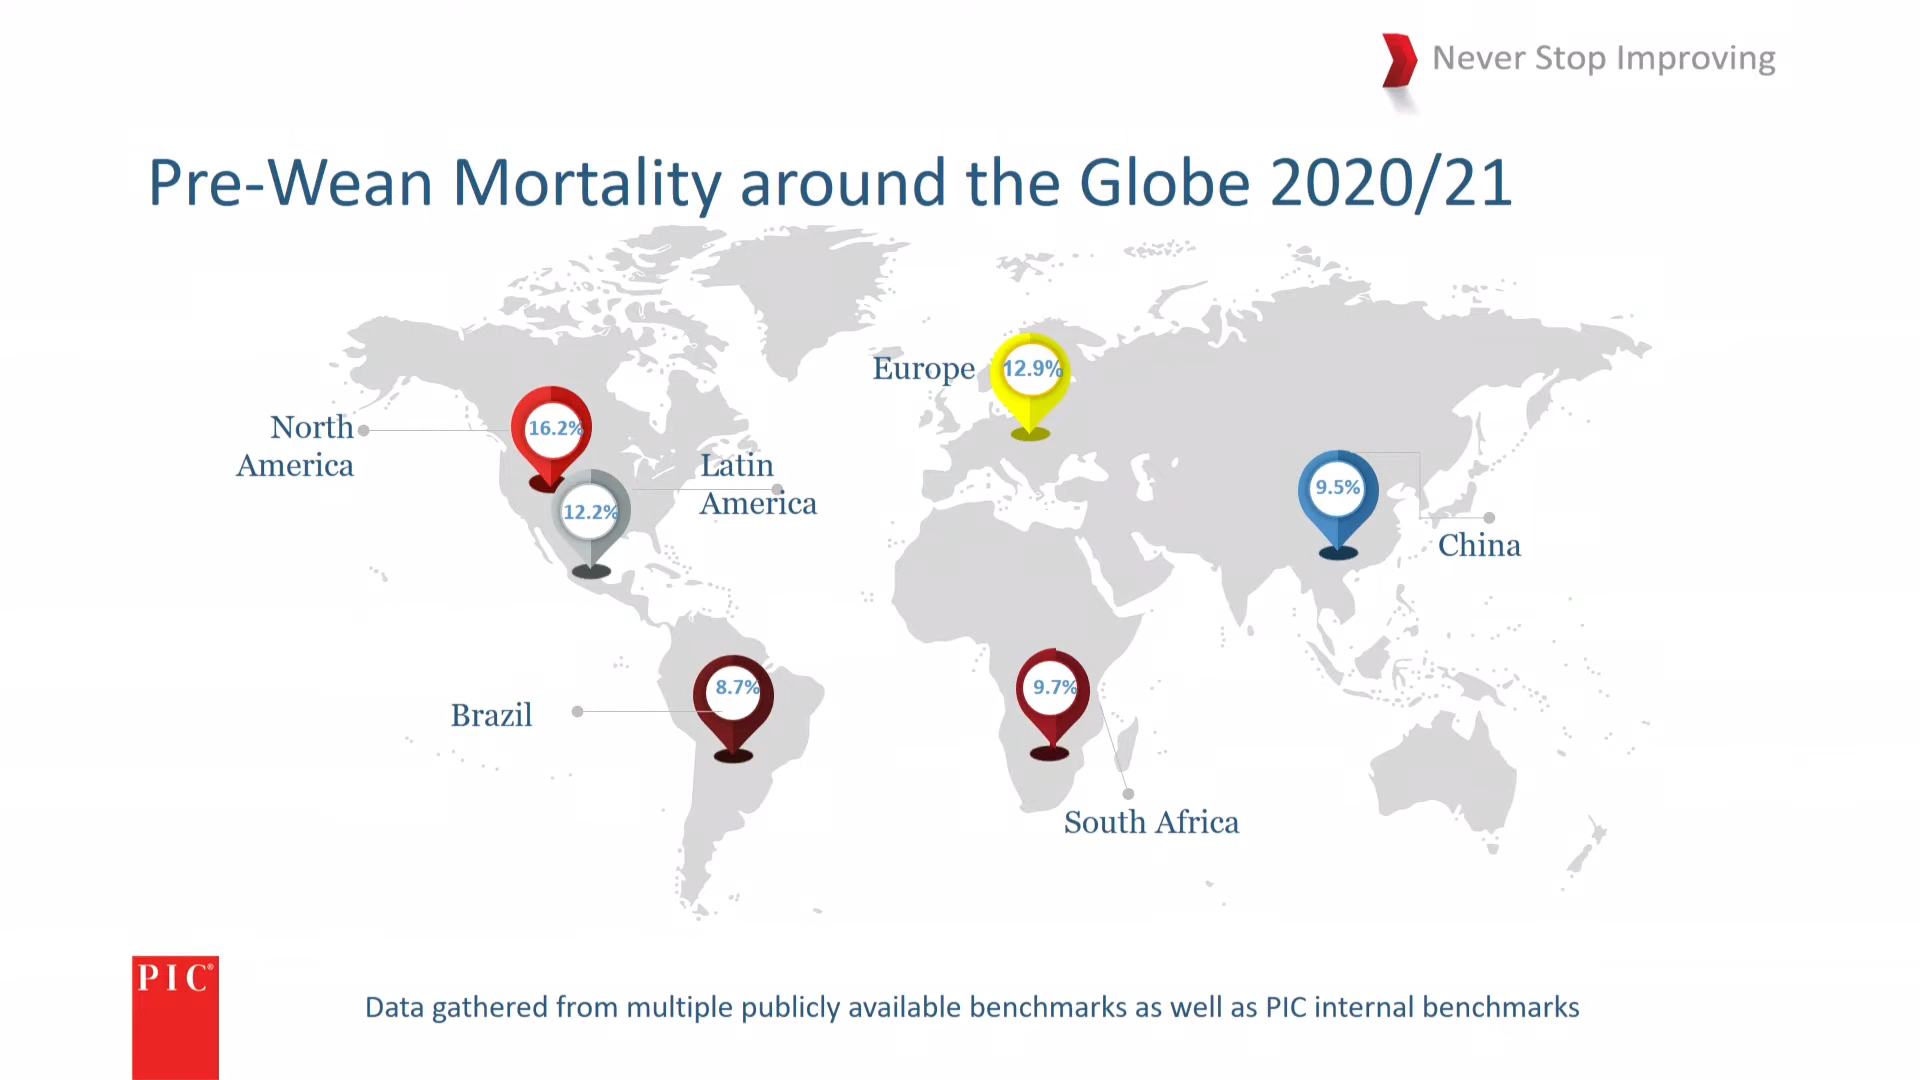 Never Stop Improving
Pre-Wean Mortality around the Globe 2020/21
Europe
12.9%
North
America
16.2%
Latin
America
12.2%
9.5%
China
Brazil
8.7%
9.7%
South Africa
PIC®
Data gathered from multiple publicly available benchmarks as well as PIC internal benchmarks